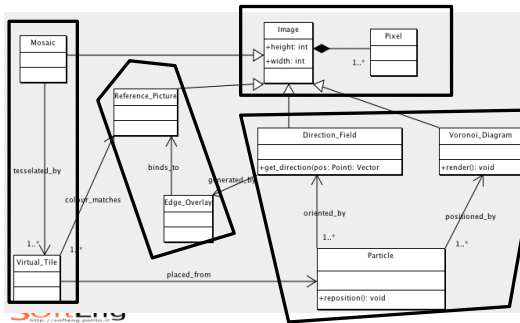 Image
+height: int
+width: int
Pixel
1..*
Mosaic
Reference_Picture
Direction_Field
+get_direction(pos: Point): Vector
Voronoi_Diagram
+render(): void
tesselated_by
binds_to
generated_by
colour_matches
Edge_Overlay
oriented_by
positioned_by
1..*
1..*
1..*
1..*
Virtual_Tile
placed_from
Particle
+reposition(): void
SoftEng
http://softeng.polito.it